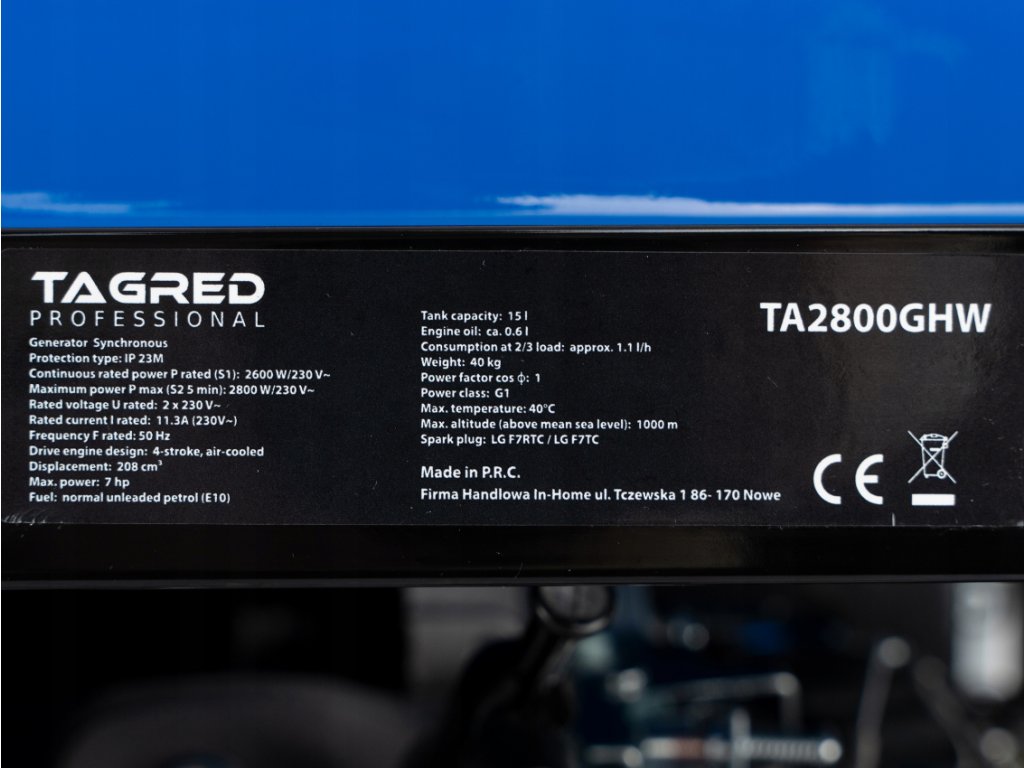 TAGRED
PROFESSIONAL
Generator Synchronous
Protection type: IP 23M
Continuous rated power P rated (S1): 2600 W/230 V~
Maximum power P max (S2 5 min): 2800 W/230 V~
Rated voltage U rated: 2 x 230 V~
Rated current I rated: 11.3A (230V~)
Frequency F rated: 50 Hz
Drive engine design: 4-stroke, air-cooled
Displacement: 208 cm³
Max. power: 7 hp
Fuel: normal unleaded petrol (E10)
Tank capacity: 15 l
Engine oil: ca. 0.6 l
Consumption at 2/3 load: approx. 1.1 l/h
Weight: 40 kg
Power factor cos ϕ: 1
Power class: G1
Max. temperature: 40°C
Max. altitude (above mean sea level): 1000 m
Spark plug: LG F7RTC / LG F7TC
Made in P.R.C.
Firma Handlowa In-Home ul. Tczewska 1 86- 170 Nowe
TA2800GHW
CE